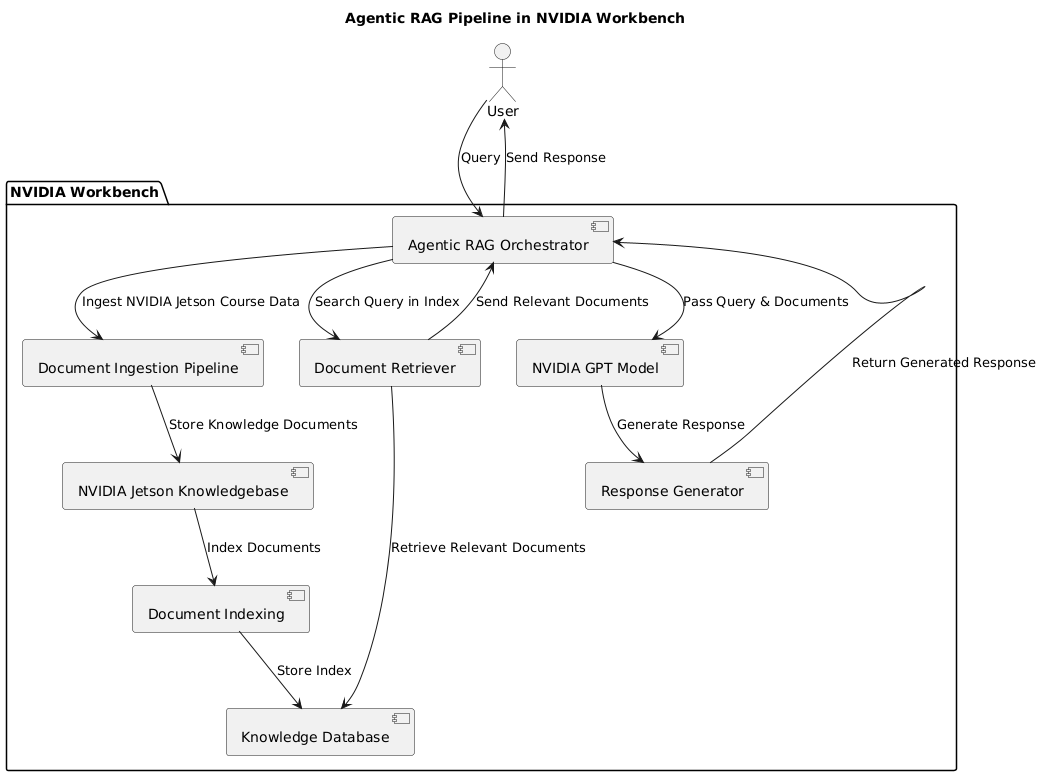 Agentic RAG Pipeline in NVIDIA Workbench
User
Query
Send Response
NVIDIA Workbench
Agentic RAG Orchestrator
Ingest NVIDIA Jetson Course Data
Search Query in Index
Send Relevant Documents
Pass Query & Documents
Document Ingestion Pipeline
Document Retriever
NVIDIA GPT Model
Return Generated Response
Store Knowledge Documents
Generate Response
NVIDIA Jetson Knowledgebase
Response Generator
Index Documents
Retrieve Relevant Documents
Document Indexing
Store Index
Knowledge Database